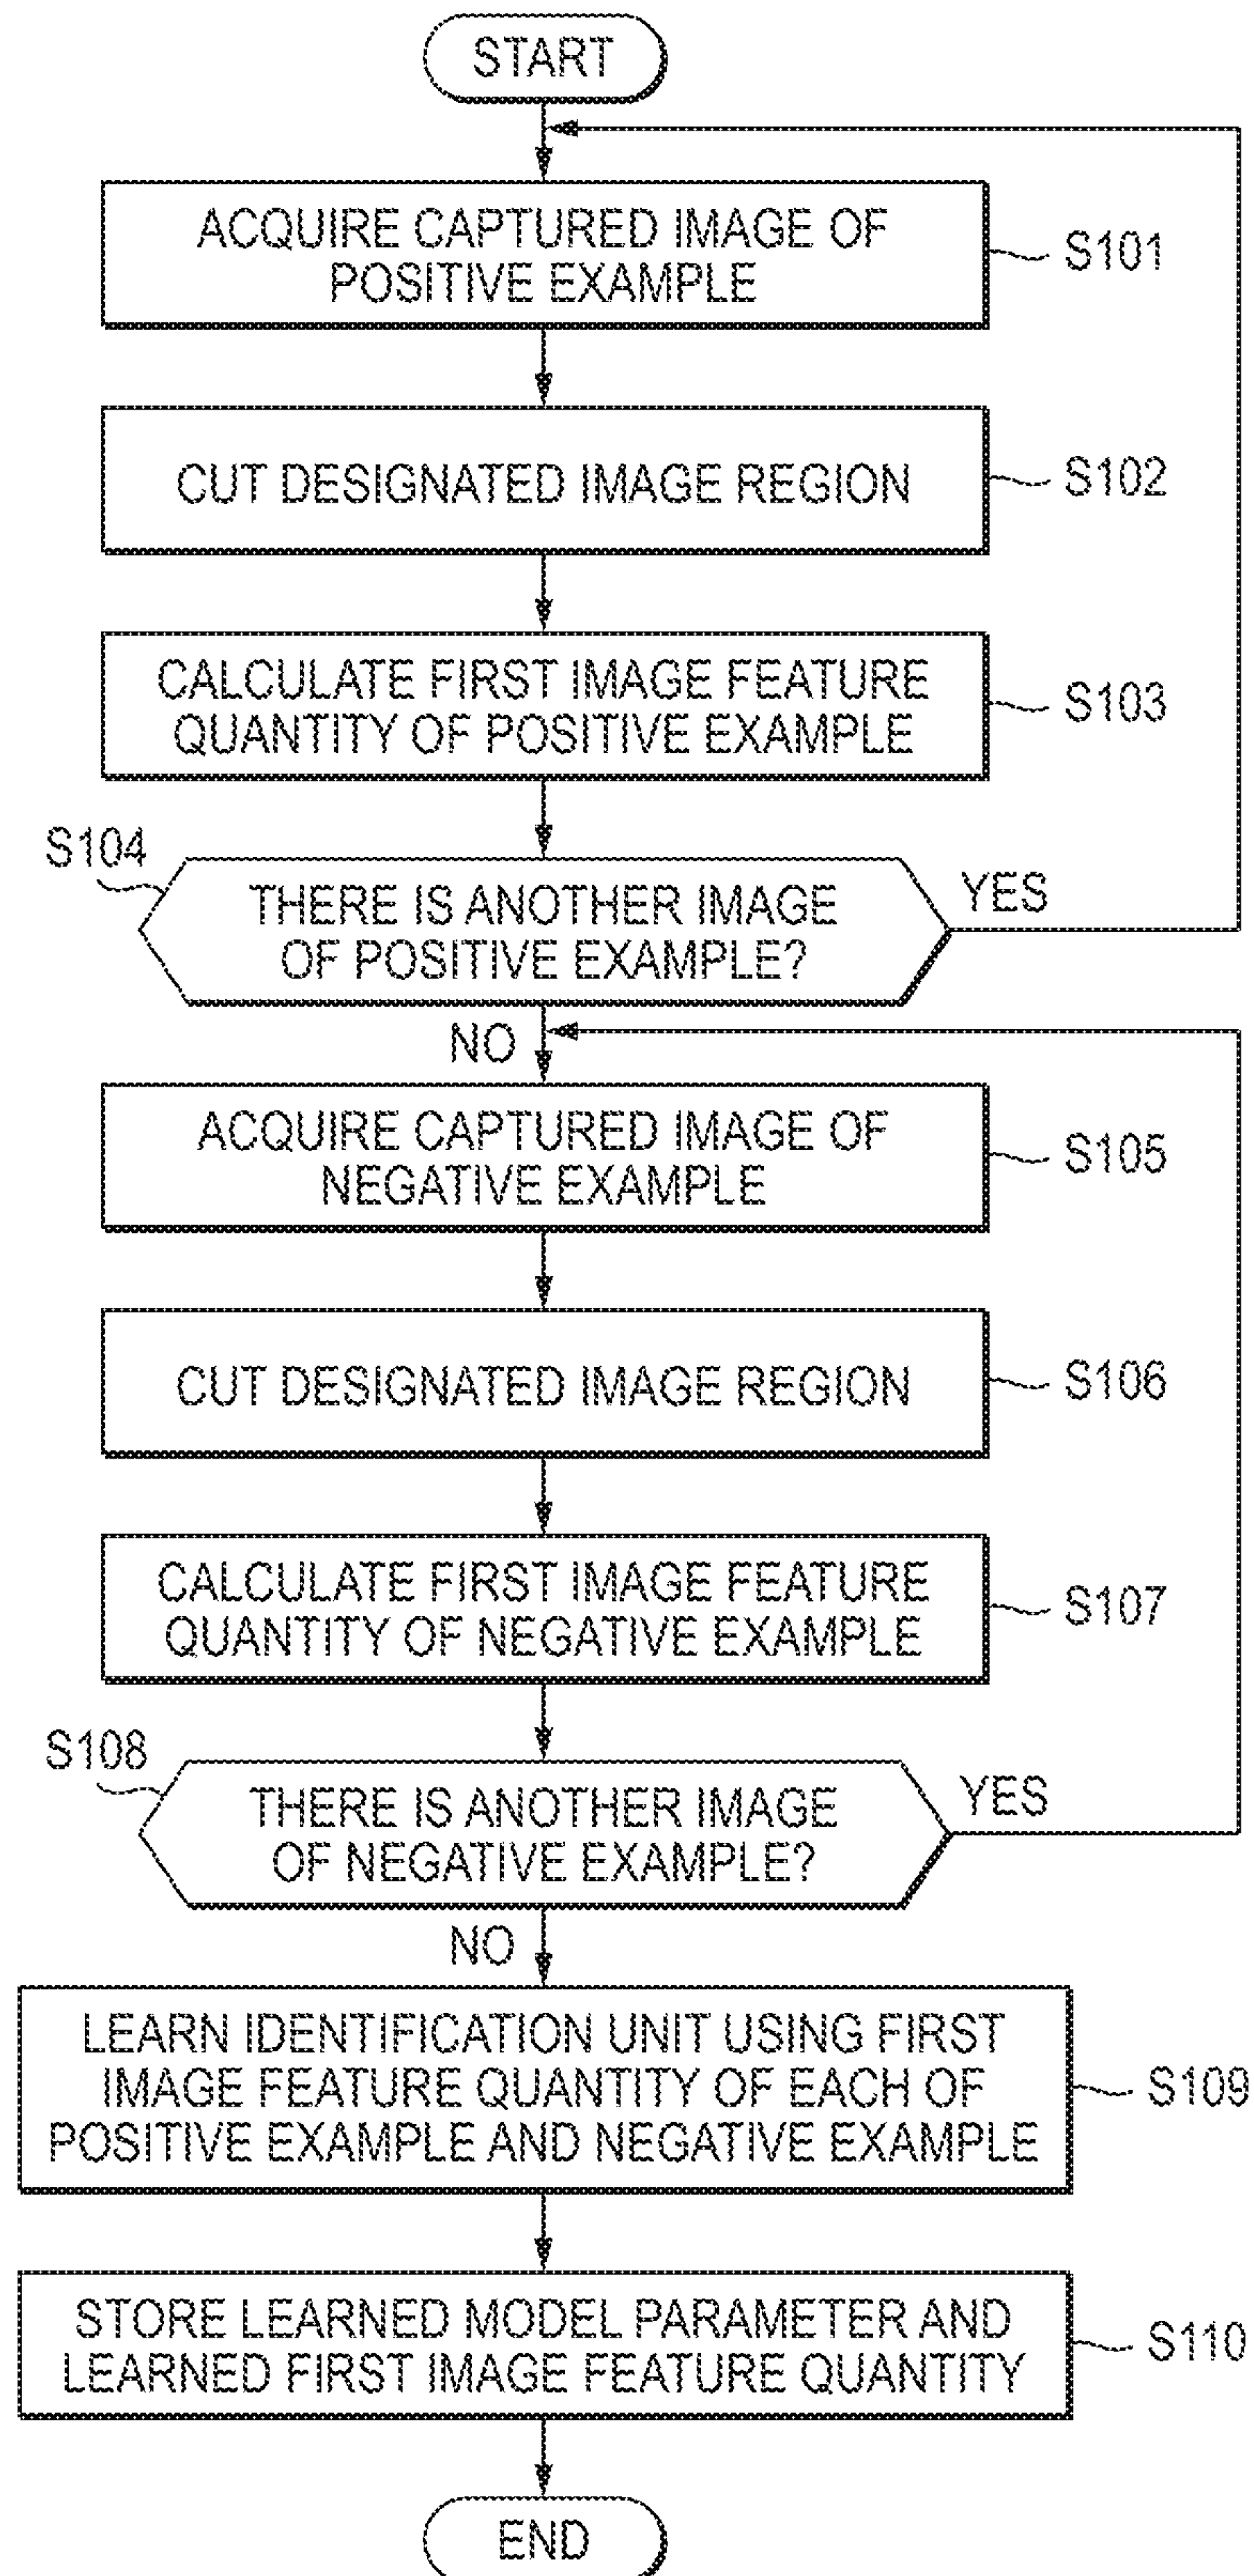 START
ACQUIRE CAPTURED IMAGE OF
POSITIVE EXAMPLE
S101
CUT DESIGNATED IMAGE REGION
S102
CALCULATE FIRST IMAGE FEATURE
QUANTITY OF POSITIVE EXAMPLE
S103
S104
THERE IS ANOTHER IMAGE
OF POSITIVE EXAMPLE?
YES
NO
ACQUIRE CAPTURED IMAGE OF
NEGATIVE EXAMPLE
S105
CUT DESIGNATED IMAGE REGION
S106
CALCULATE FIRST IMAGE FEATURE
QUANTITY OF NEGATIVE EXAMPLE
S107
S108
THERE IS ANOTHER IMAGE
OF NEGATIVE EXAMPLE?
YES
NO
LEARN IDENTIFICATION UNIT USING FIRST
IMAGE FEATURE QUANTITY OF EACH OF
POSITIVE EXAMPLE AND NEGATIVE EXAMPLE
S109
STORE LEARNED MODEL PARAMETER AND
LEARNED FIRST IMAGE FEATURE QUANTITY
S110
END